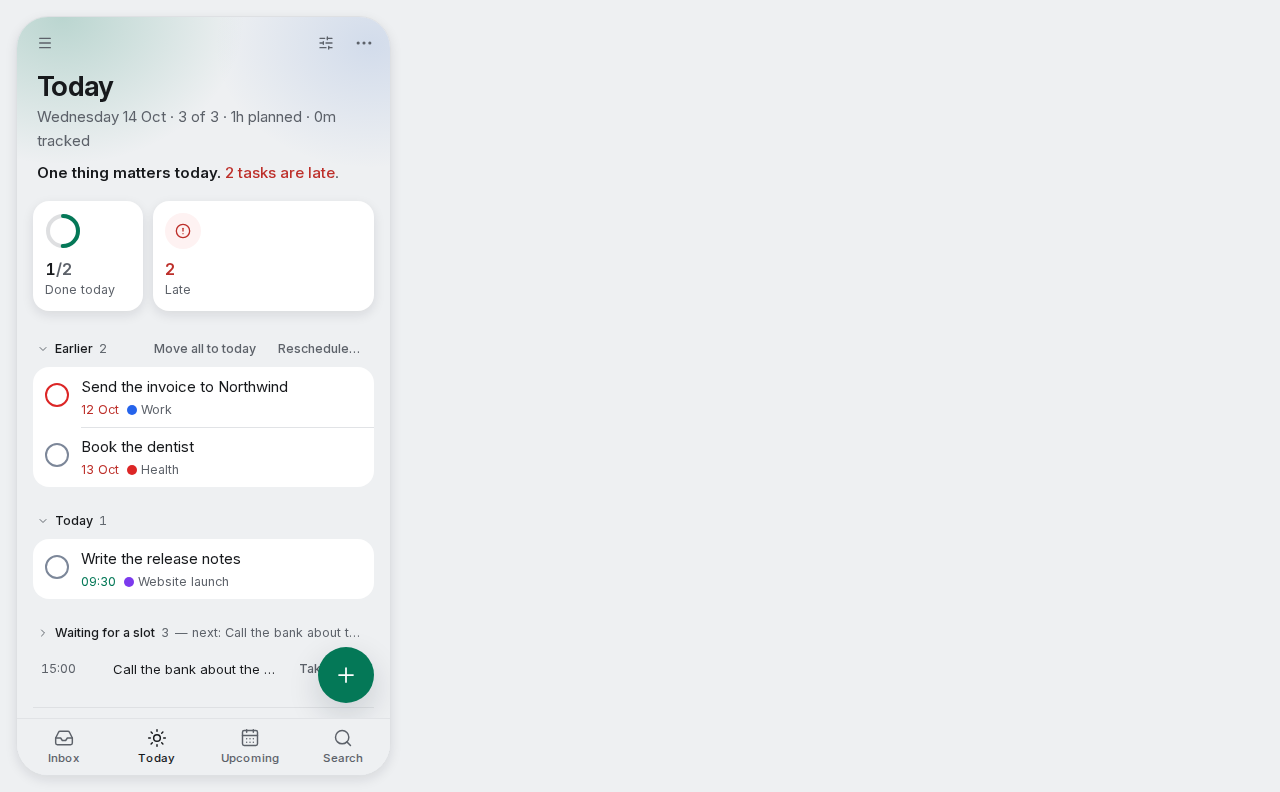 Today
Wednesday 14 Oct · 3 of 3 · 1h planned · 0m
tracked
One thing matters today. 2 tasks are late.
1/2
Done today
2
Late
Earlier 2 Move all to today Reschedule…
Send the invoice to Northwind
12 Oct Work
Book the dentist
13 Oct Health
Today 1
Write the release notes
09:30 Website launch
Waiting for a slot 3 — next: Call the bank about t…
15:00 Call the bank about the …
Inbox Today Upcoming Search